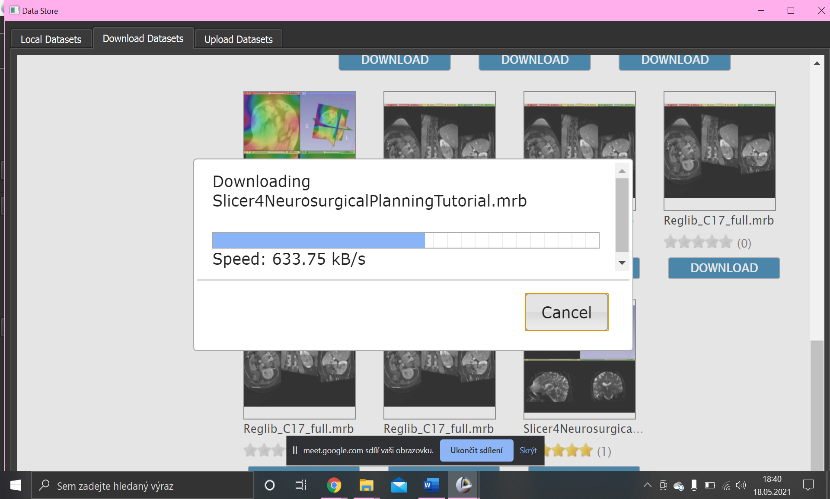 Data Store
Local Datasets
Download Datasets
Upload Datasets
DOWNLOAD
DOWNLOAD
DOWNLOAD
Downloading
Slicer4NeurosurgicalPlanningTutorial.mrb
Speed: 633.75 kB/s
Cancel
Reglib_C17_full.mrb
(0)
DOWNLOAD
Reglib_C17_full.mrb
Reglib_C17_full.mrb
Slicer4Neurosurgica...
(1)
meet.google.com sdílí vaši obrazovku.
Ukončit sdílení
Skrýt
Sem zadejte hledaný výraz
18:40
18.05.2021